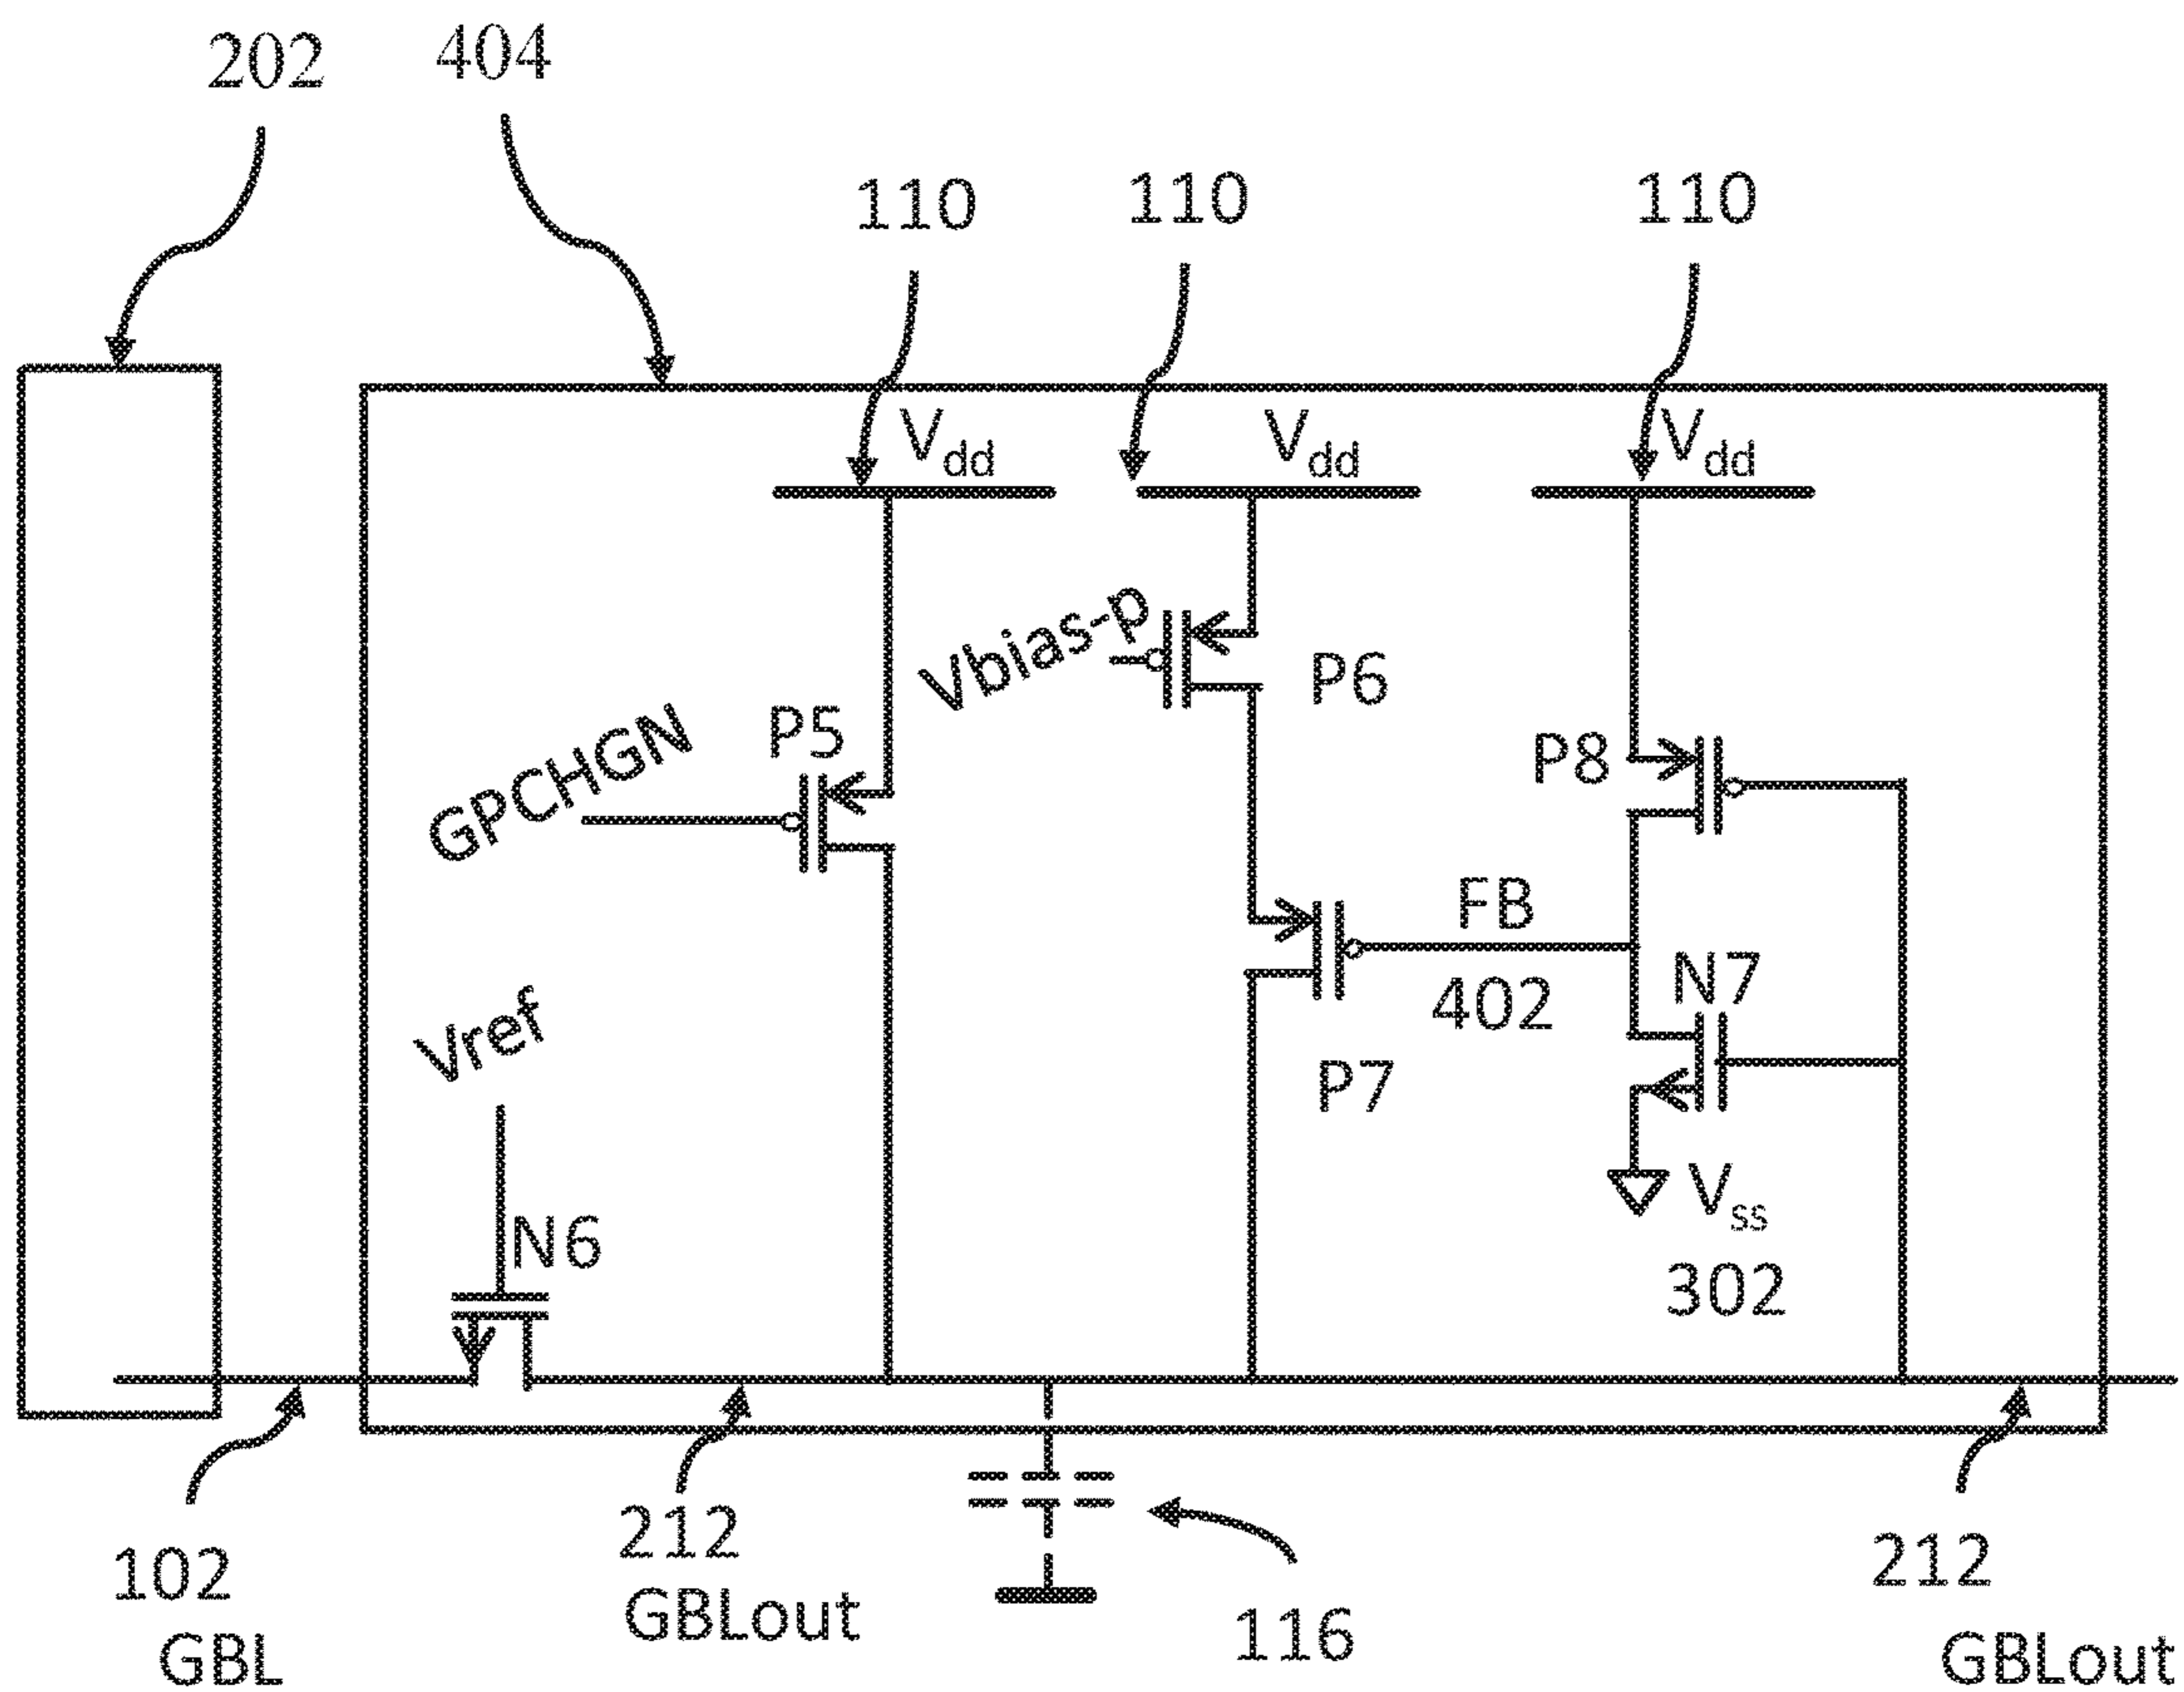 202
404
110
110
110
Vdd
Vdd
Vdd
Vbias-p
P6
GPCHGN
P5
P8
FB
402
N7
Vref
P7
Vss
302
N6
102
GBL
212
GBLout
116
212
GBLout